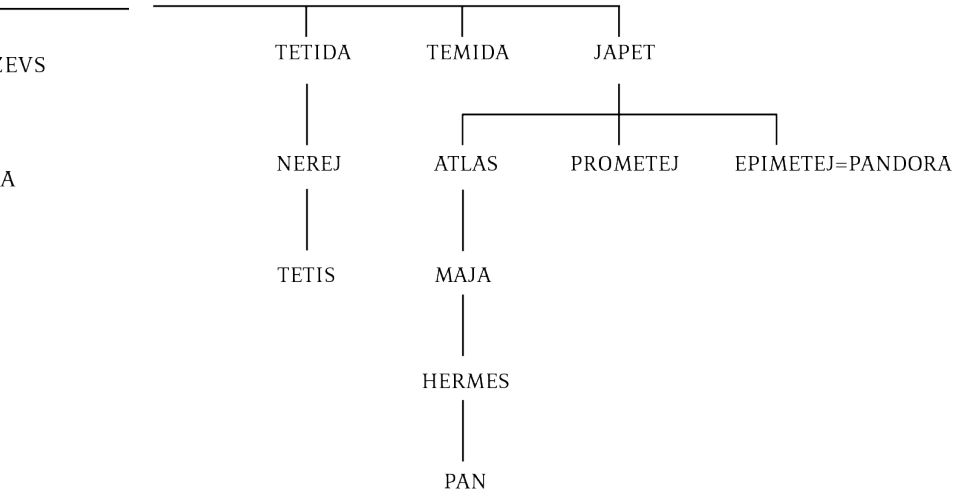 TETIDA TEMIDA JAPET
ZEVS
NEREJ ATLAS PROMETEJ EPIMETEJ=PANDORA
A
TETIS MAJA
HERMES
PAN